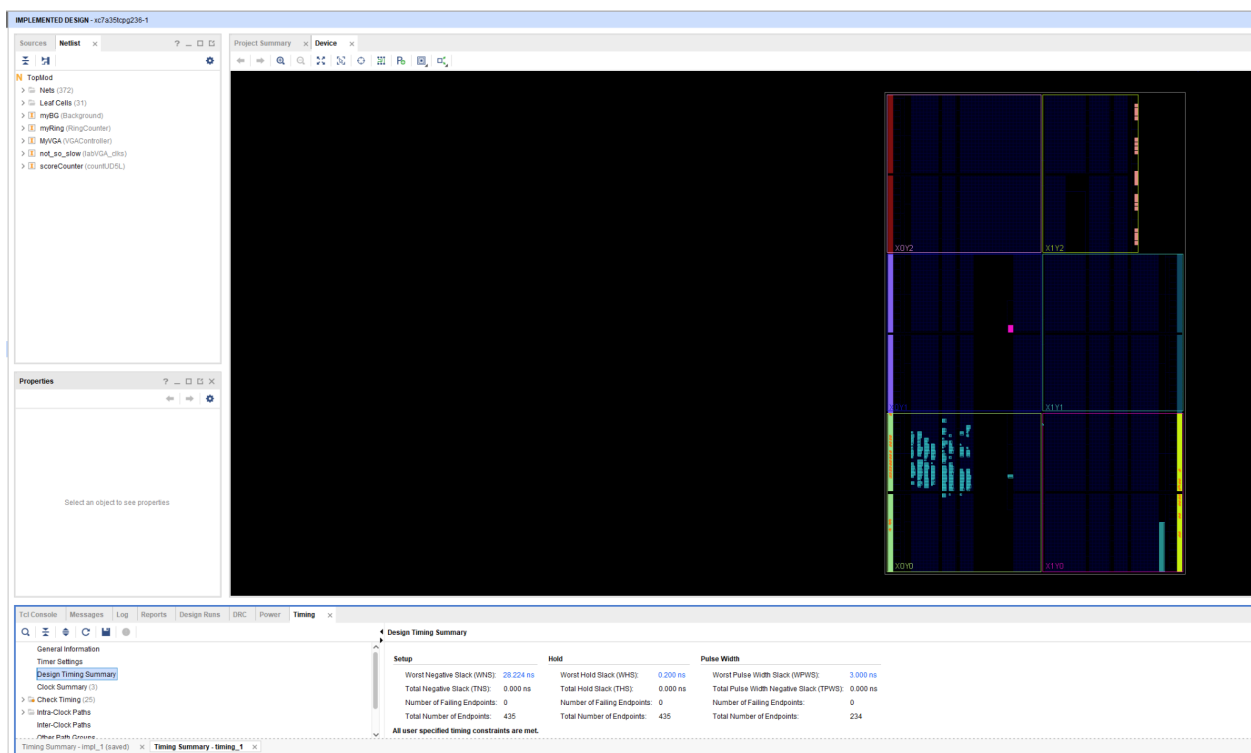 IMPLEMENTED DESIGN - xc7a35tcpg236-1
Sources Netlist × ? _
N TopMod
Nets (372)
Leaf Cells (31)
myBG (Background)
myRing (RingCounter)
MyVGA (VGAController)
not_so_slow (labVGA_clks)
scoreCounter (countUD5L)
Properties ? _ ×
Select an object to see properties
Project Summary × Device ×
X0Y2 X1Y2
X1Y1
X0Y0 X1Y0
Tcl Console Messages Log Reports Design Runs DRC Power Timing ×
General Information
Timer Settings
Design Timing Summary
Clock Summary (3)
Check Timing (25)
Intra-Clock Paths
Inter-Clock Paths
Other Path Groups
Design Timing Summary
Setup Hold Pulse Width
Worst Negative Slack (WNS): 28.224 ns Worst Hold Slack (WHS): 0.200 ns Worst Pulse Width Slack (WPWS): 3.000 ns
Total Negative Slack (TNS): 0.000 ns Total Hold Slack (THS): 0.000 ns Total Pulse Width Negative Slack (TPWS): 0.000 ns
Number of Failing Endpoints: 0 Number of Failing Endpoints: 0 Number of Failing Endpoints: 0
Total Number of Endpoints: 435 Total Number of Endpoints: 435 Total Number of Endpoints: 234
All user specified timing constraints are met.
Timing Summary - impl_1 (saved) × Timing Summary - timing_1 ×